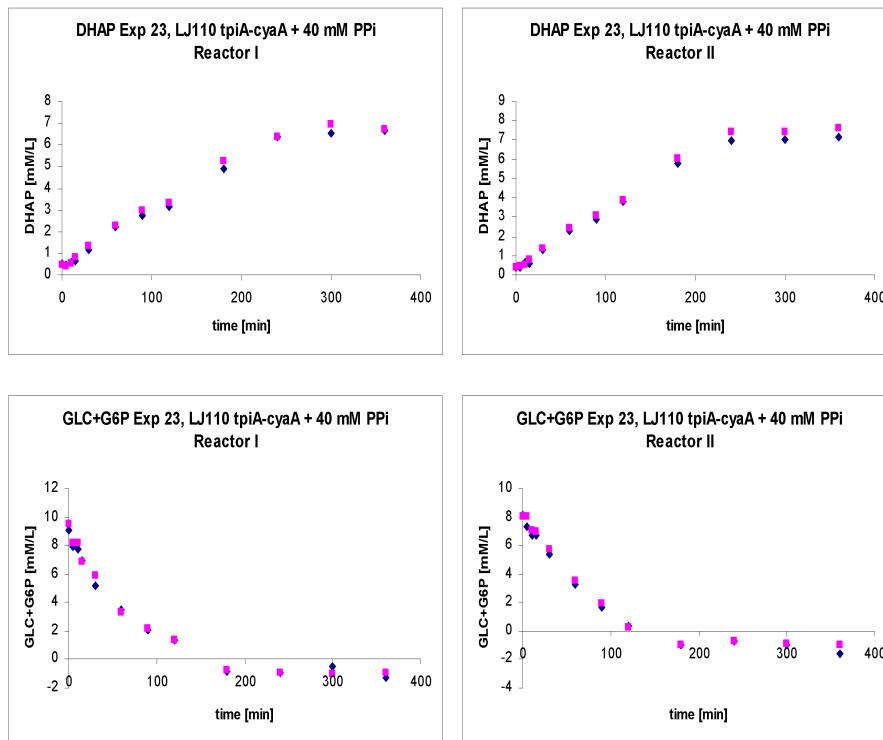 DHAP Exp 23, LJ110 tpiA-cyaA + 40 mM PPi
Reactor I
8
7
6
5
4
3
2
1
0
DHAP [mM/L]
0 100 200 300 400
time [min]
DHAP Exp 23, LJ110 tpiA-cyaA + 40 mM PPi
Reactor II
9
8
7
6
5
4
3
2
1
0
DHAP [mM/L]
0 100 200 300 400
time [min]
GLC+G6P Exp 23, LJ110 tpiA-cyaA + 40 mM PPi
Reactor I
12
10
8
6
4
2
0
-2
GLC+G6P [mM/L]
0 100 200 300 400
time [min]
GLC+G6P Exp 23, LJ110 tpiA-cyaA + 40 mM PPi
Reactor II
10
8
6
4
2
0
-2
-4
GLC+G6P [mM/L]
0 100 200 300 400
time [min]